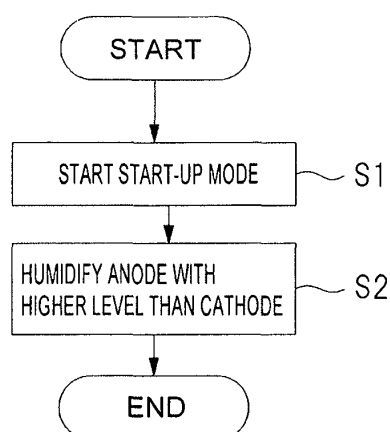 START
START START-UP MODE
S1
HUMIDIFY ANODE WITH
HIGHER LEVEL THAN CATHODE
S2
END